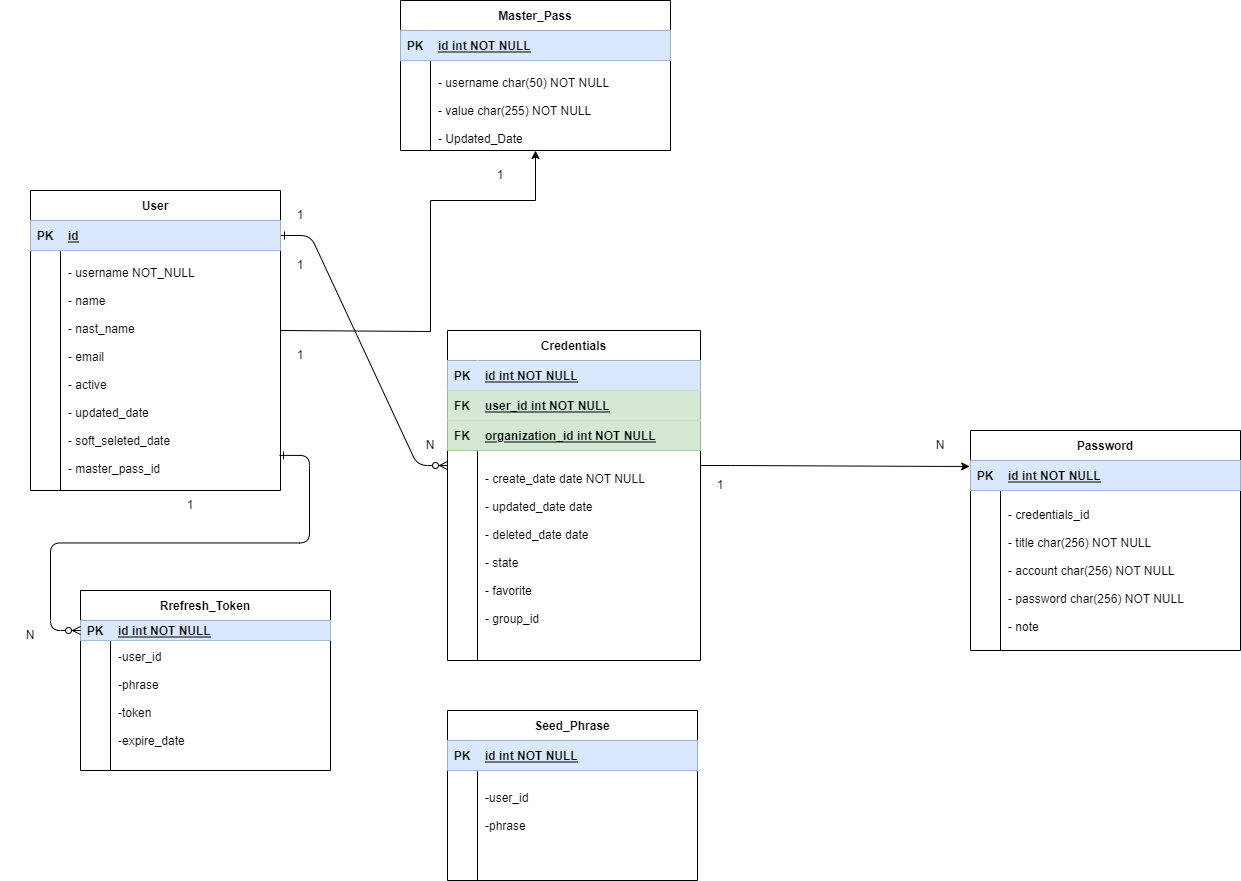 Master_Pass
PK id int NOT NULL
- username char(50) NOT NULL
- value char(255) NOT NULL
- Updated_Date
1
User
PK id
- username NOT_NULL
- name
- nast_name
- email
- active
- updated_date
- soft_seleted_date
- master_pass_id
1
1
1
1
Credentials
PK id int NOT NULL
FK user_id int NOT NULL
FK organization_id int NOT NULL
- create_date date NOT NULL
- updated_date date
- deleted_date date
- state
- favorite
- group_id
N
1
N
Password
PK id int NOT NULL
- credentials_id
- title char(256) NOT NULL
- account char(256) NOT NULL
- password char(256) NOT NULL
- note
Rrefresh_Token
PK id int NOT NULL
-user_id
-phrase
-token
-expire_date
N
Seed_Phrase
PK id int NOT NULL
-user_id
-phrase